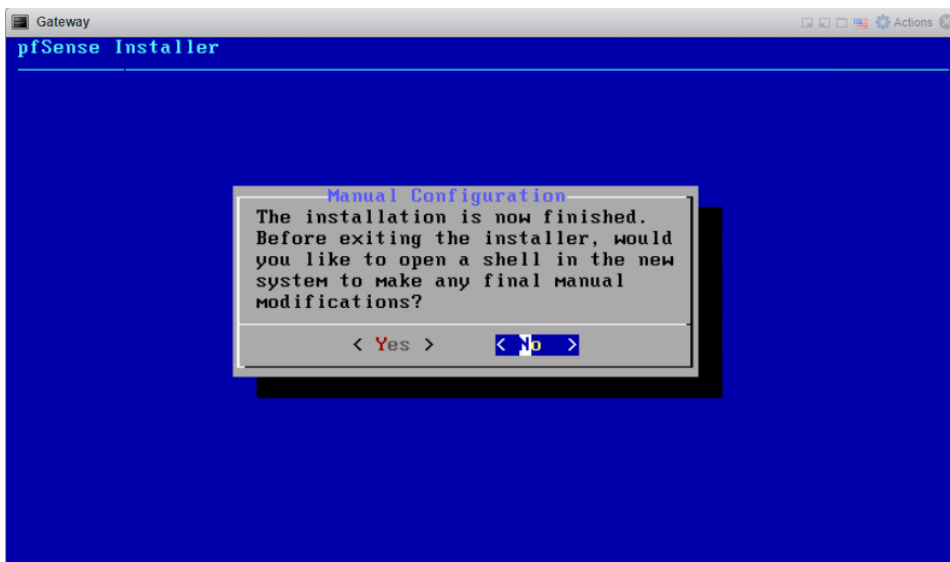 Gateway
Actions
pfSense Installer
Manual Configuration
The installation is now finished.
Before exiting the installer, would
you like to open a shell in the new
system to make any final manual
modifications?
< Yes > < No >